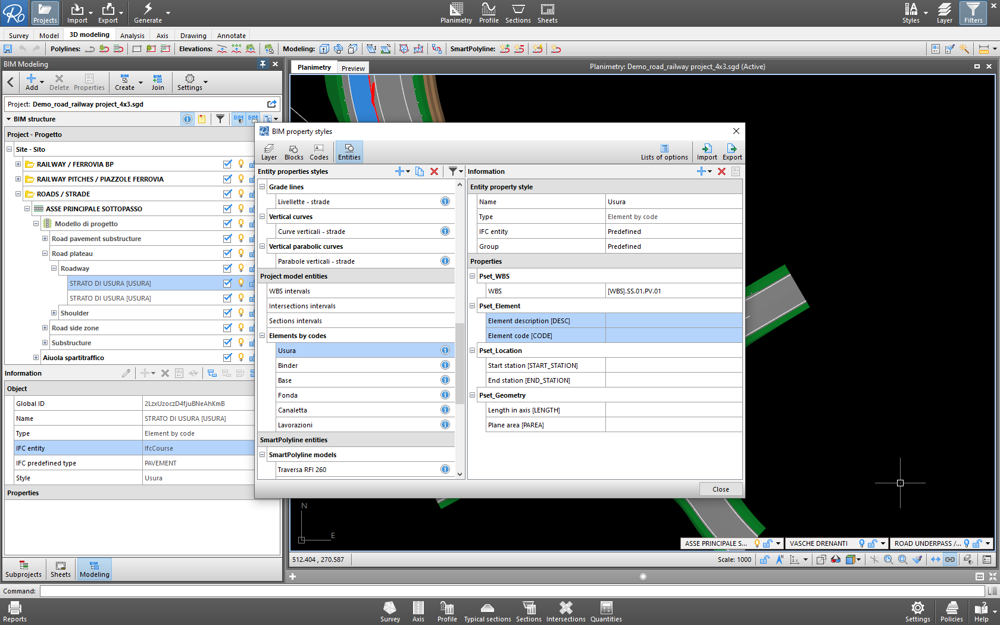 Ro
Projects
Import
Export
Generate
Planimetry
Profile
Sections
Sheets
Styles
Layer
Filters
Survey
Model
3D modeling
Analysis
Axis
Drawing
Annotate
Polylines:
Elevations:
Modeling:
SmartPolyline:
BIM Modeling
Planimetry
Preview
Planimetry: Demo_road_railway project_4x3.sgd (Active)
Add
Delete
Properties
BIM
Create
BIM
Join
Settings
Project: Demo_road_railway project_4x3.sgd
BIM structure
BIM
BIM
Project - Progetto
Site - Sito
RAILWAY / FERROVIA BP
RAILWAY PITCHES / PIAZZOLE FERROVIA
ROADS / STRADE
ASSE PRINCIPALE SOTTOPASSO
Modello di progetto
Road pavement substructure
Road plateau
Roadway
STRATO DI USURA [USURA]
STRATO DI USURA [USURA]
Shoulder
Road side zone
Substructure
Aiuola spartitraffico
Information
Object
Global ID
2LzxUzoczD4fjuBNeAhKmB
Name
STRATO DI USURA [USURA]
Type
Element by code
IFC entity
IfcCourse
IFC predefined type
PAVEMENT
Style
Usura
Properties
Subprojects
Sheets
BIM
Modeling
Ro
BIM property styles
Layer
Blocks
A...
Codes
Entities
Lists of options
Import
Export
Entity properties styles
Grade lines
Livellette - strade
Vertical curves
Curve verticali - strade
Vertical parabolic curves
Parabole verticali - strade
Project model entities
WBS intervals
Intersections intervals
Sections intervals
Elements by codes
Usura
Binder
Base
Fonda
Canaletta
Lavorazioni
SmartPolyline entities
SmartPolyline models
Traversa RFI 260
Information
Entity property style
Name
Usura
Type
Element by code
IFC entity
Predefined
Group
Predefined
Properties
Pset_WBS
WBS
[WBS].SS.01.PV.01
Pset_Element
Element description [DESC]
Element code [CODE]
Pset_Location
Start station [START_STATION]
End station [END_STATION]
Pset_Geometry
Length in axis [LENGTH]
Plane area [PAREA]
Close
N
E
ASSE PRINCIPALE S...
VASCHE DRENANTI
ROAD UNDERPASS /...
512.404 , 270.587
Scale: 1000
Command:
Reports
Survey
Axis
Profile
Typical sections
Sections
Intersections
Quantities
Settings
Policies
Help